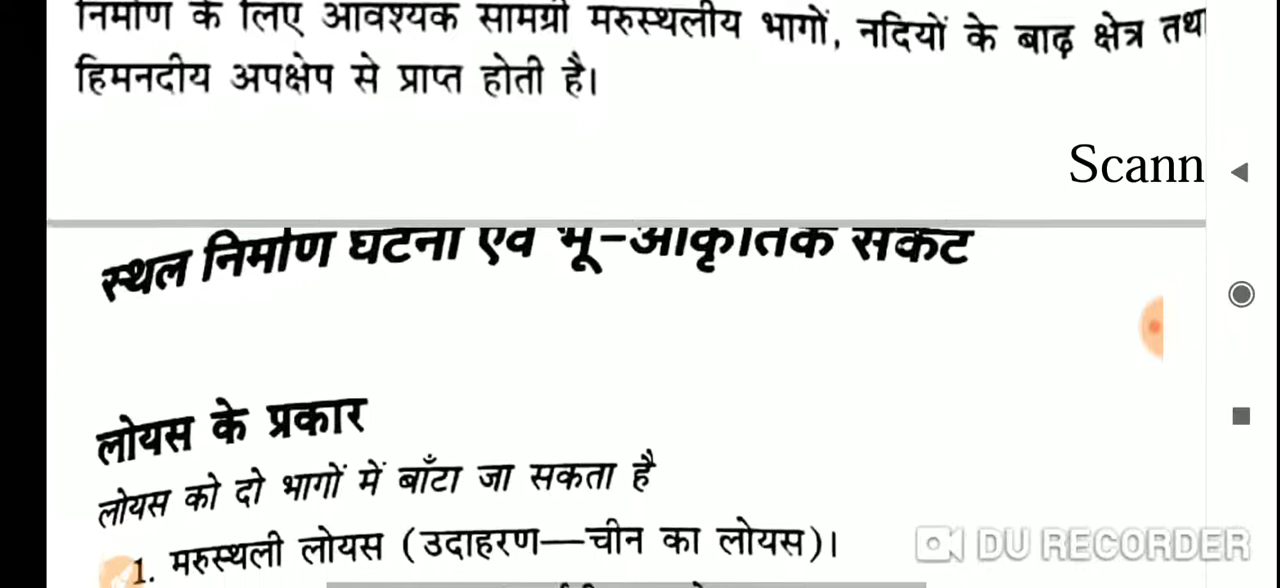 निर्माण के लिए आवश्यक सामग्री मरुस्थलीय भागों, नदियों के बाढ़ क्षेत्र तथा
हिमनदीय अपक्षेप से प्राप्त होती है।
Scann
स्थल निर्माण घटना एवं भू-आकृतिक संकट
लोयस के प्रकार
लोयस को दो भागों में बाँटा जा सकता है
1. मरुस्थली लोयस (उदाहरण—चीन का लोयस)।
DU RECORDER